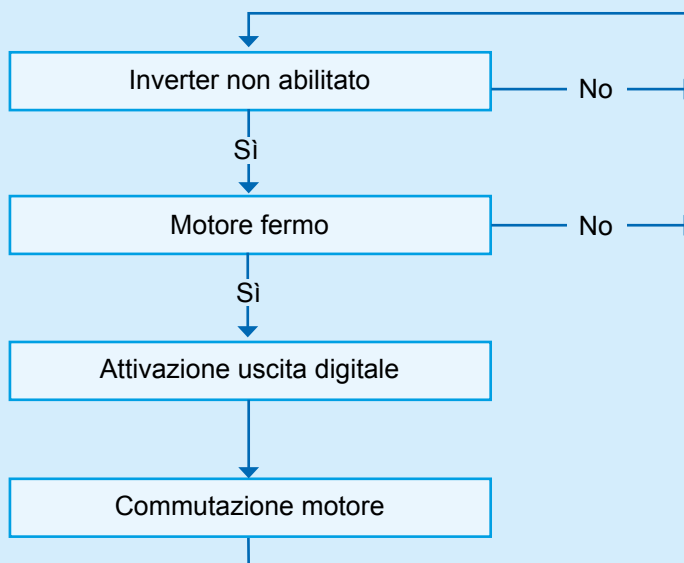 Inverter non abilitato
No
Sì
Motore fermo
No
Sì
Attivazione uscita digitale
Commutazione motore